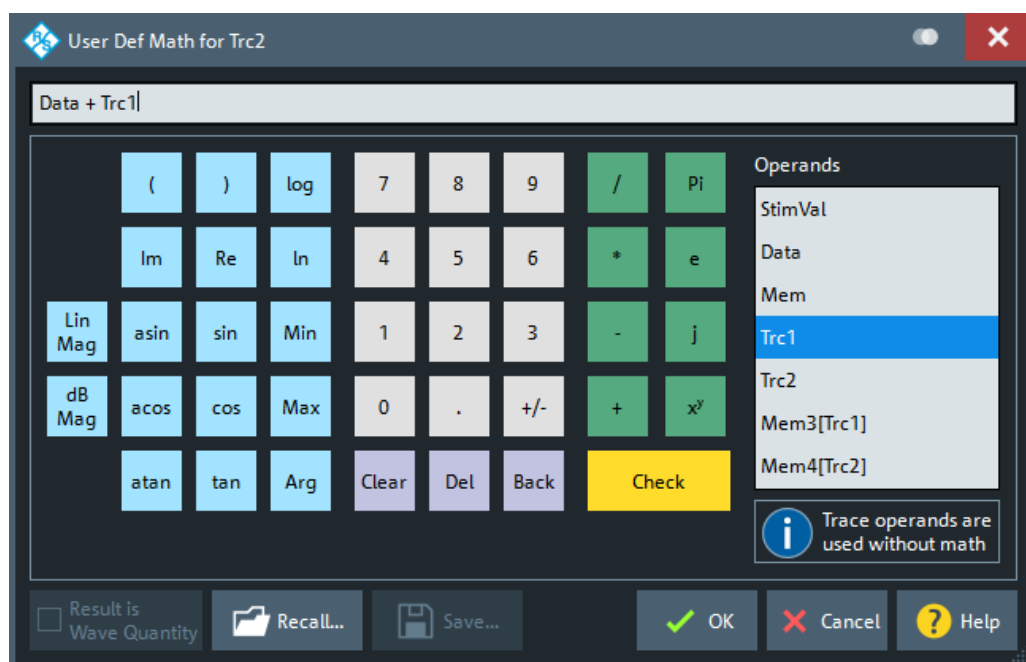 User Def Math for Trc2
Data + Trc1
( ) log 7 8 9 / Pi
Operands
StimVal
Im Re ln 4 5 6 * e
Data
Mem
Lin
Mag
asin sin Min 1 2 3 - j
Trc1
Trc2
dB
Mag
acos cos Max 0 . +/- + xʸ
Mem3[Trc1]
Mem4[Trc2]
atan tan Arg Clear Del Back Check
i
Trace operands are
used without math
Result is
Wave Quantity
Recall... Save... OK Cancel ? Help